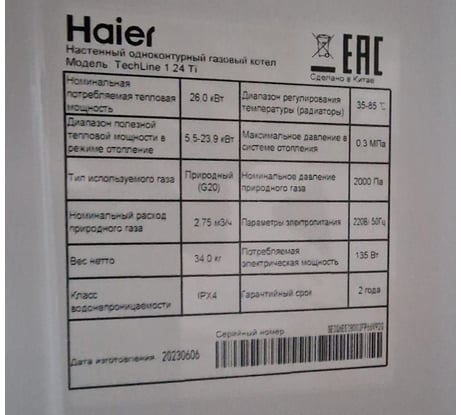 Haier
EAC
Настенный одноконтурный газовый котел
Модель TechLine 1.24 Ti
Сделано в Китае
Номинальная потребляемая тепловая мощность 26.0 кВт Диапазон регулирования температуры (радиаторы) 35-85 ℃
Диапазон полезной тепловой мощности в режиме отопление 5.5-23.9 кВт Максимальное давление в системе отопления 0.3 МПа
Тип используемого газа Природный (G20) Номинальное давление природного газа 2000 Па
Номинальный расход природного газа 2.75 м3/ч Параметры электропитания 220В/ 50Гц
Вес нетто 34.0 кг Потребляемая электрическая мощность 135 Вт
Класс водонепроницаемости IPX4 Гарантийный срок 2 года
Серийный номер
Дата изготовления 20230606